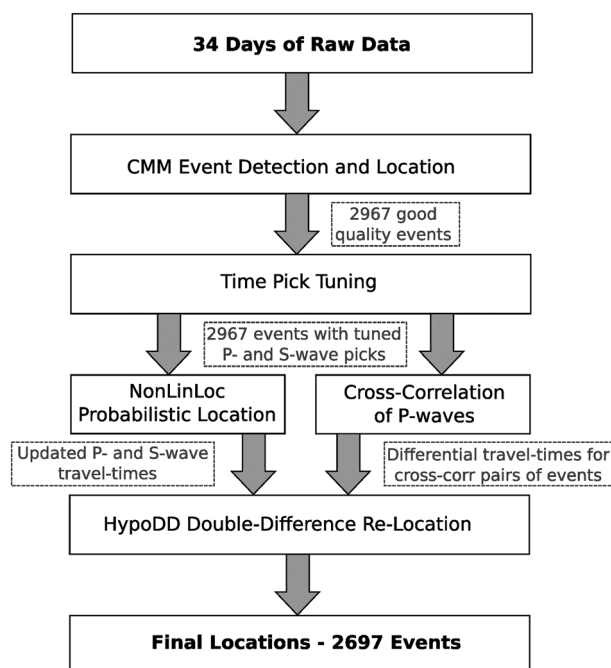 34 Days of Raw Data
CMM Event Detection and Location
2967 good
quality events
Time Pick Tuning
2967 events with tuned
P- and S-wave picks
NonLinLoc
Probabilistic Location
Cross-Correlation
of P-waves
Updated P- and S-wave
travel-times
Differential travel-times for
cross-corr pairs of events
HypoDD Double-Difference Re-Location
Final Locations - 2697 Events